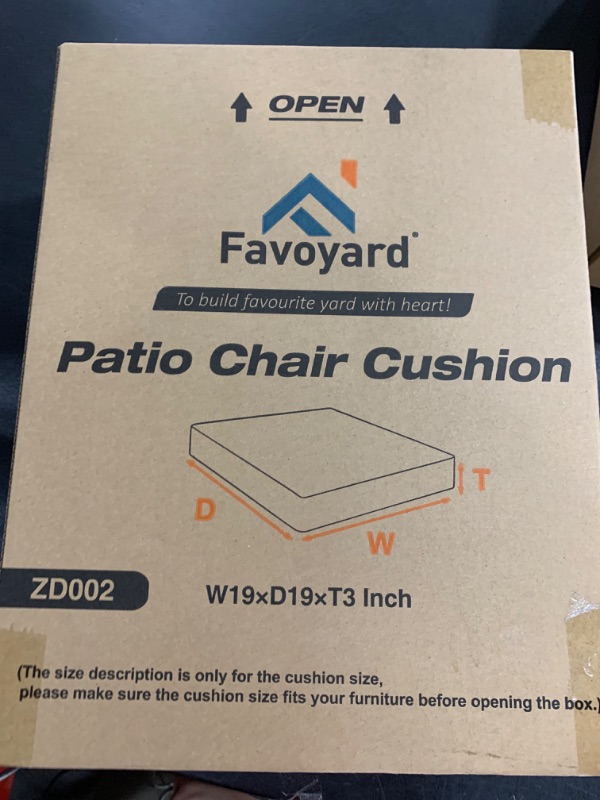 OPEN
Favoyard®
To build favourite yard with heart!
Patio Chair Cushion
T
D
W
ZD002
W19×D19×T3 Inch
(The size description is only for the cushion size,
please make sure the cushion size fits your furniture before opening the box.)